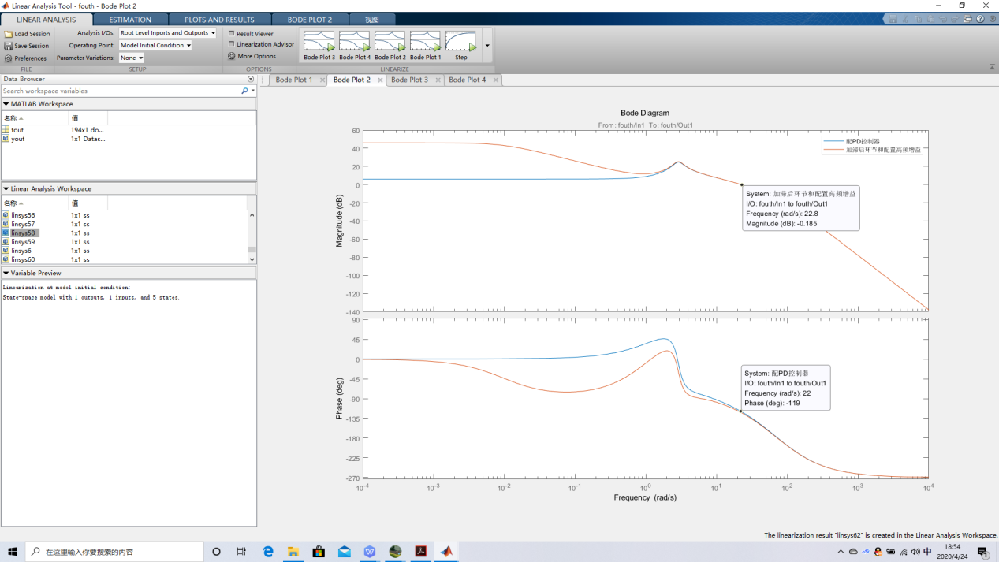 Linear Analysis Tool - fouth - Bode Plot 2
LINEAR ANALYSIS
ESTIMATION
PLOTS AND RESULTS
BODE PLOT 2
视图
Load Session
Save Session
Preferences
FILE
Analysis I/Os: Root Level Inports and Outports
Operating Point: Model Initial Condition
Parameter Variations: None
SETUP
Result Viewer
Linearization Advisor
More Options
OPTIONS
Bode Plot 3
Bode Plot 4
Bode Plot 2
Bode Plot 1
Step
LINEARIZE
Data Browser
Search workspace variables
MATLAB Workspace
名称 值
tout 194x1 do...
yout 1x1 Datas...
Linear Analysis Workspace
名称 值
linsys56 1x1 ss
linsys57 1x1 ss
linsys58 1x1 ss
linsys59 1x1 ss
linsys6 1x1 ss
linsys60 1x1 ss
Variable Preview
Linearization at model initial condition:
State-space model with 1 outputs, 1 inputs, and 5 states.
Bode Plot 1
Bode Plot 2
Bode Plot 3
Bode Plot 4
Bode Diagram
From: fouth/In1 To: fouth/Out1
Magnitude (dB)
60
40
20
0
-20
-40
-60
-80
-100
-120
-140
配PD控制器
加滞后环节和配置高频增益
System: 加滞后环节和配置高频增益
I/O: fouth/In1 to fouth/Out1
Frequency (rad/s): 22.8
Magnitude (dB): -0.185
Phase (deg)
90
45
0
-45
-90
-135
-180
-225
-270
System: 配PD控制器
I/O: fouth/In1 to fouth/Out1
Frequency (rad/s): 22
Phase (deg): -119
10^-4 10^-3 10^-2 10^-1 10^0 10^1 10^2 10^3 10^4
Frequency (rad/s)
The linearization result "linsys62" is created in the Linear Analysis Workspace.
在这里输入你要搜索的内容
中
18:54
2020/4/24